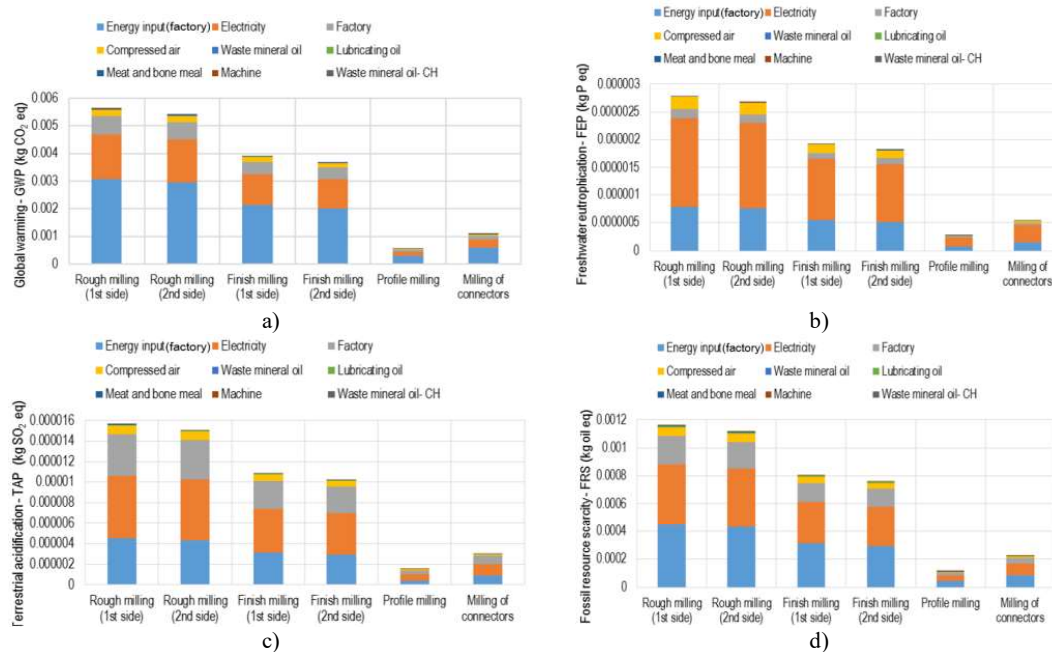 Energy input(factory) Electricity Factory
Compressed air Waste mineral oil Lubricating oil
Meat and bone meal Machine Waste mineral oil- CH
Global warming - GWP (kg CO₂ eq)
0.006
0.005
0.004
0.003
0.002
0.001
0
Rough milling (1st side)
Rough milling (2nd side)
Finish milling (1st side)
Finish milling (2nd side)
Profile milling
Milling of connectors
a)
Energy input(factory) Electricity Factory
Compressed air Waste mineral oil Lubricating oil
Meat and bone meal Machine Waste mineral oil- CH
Freshwater eutrophication - FEP (kg P eq)
0.000003
0.0000025
0.000002
0.0000015
0.000001
0.0000005
0
Rough milling (1st side)
Rough milling (2nd side)
Finish milling (1st side)
Finish milling (2nd side)
Profile milling
Milling of connectors
b)
Energy input(factory) Electricity Factory
Compressed air Waste mineral oil Lubricating oil
Meat and bone meal Machine Waste mineral oil- CH
Terrestrial acidification - TAP (kg SO₂ eq)
0.000016
0.000014
0.000012
0.00001
0.000008
0.000006
0.000004
0.000002
0
Rough milling (1st side)
Rough milling (2nd side)
Finish milling (1st side)
Finish milling (2nd side)
Profile milling
Milling of connectors
c)
Energy input(factory) Electricity Factory
Compressed air Waste mineral oil Lubricating oil
Meat and bone meal Machine Waste mineral oil- CH
Fossil resource scarcity - FRS (kg oil eq)
0.0012
0.001
0.0008
0.0006
0.0004
0.0002
0
Rough milling (1st side)
Rough milling (2nd side)
Finish milling (1st side)
Finish milling (2nd side)
Profile milling
Milling of connectors
d)